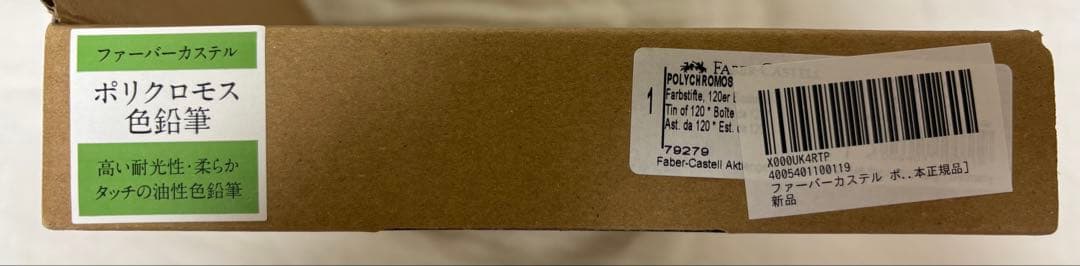 ファーバーカステル
ポリクロモス
色鉛筆
高い耐光性・柔らか
タッチの油性色鉛筆
1
POLYCHROMOS
Farbstifte, 120er
Tin of 120 * Boîte
Ast. da 120 * Est.
79279
Faber-Castell
X000UK4RTP
4005401100119
ファーバーカステル ポ..本正規品]
新品